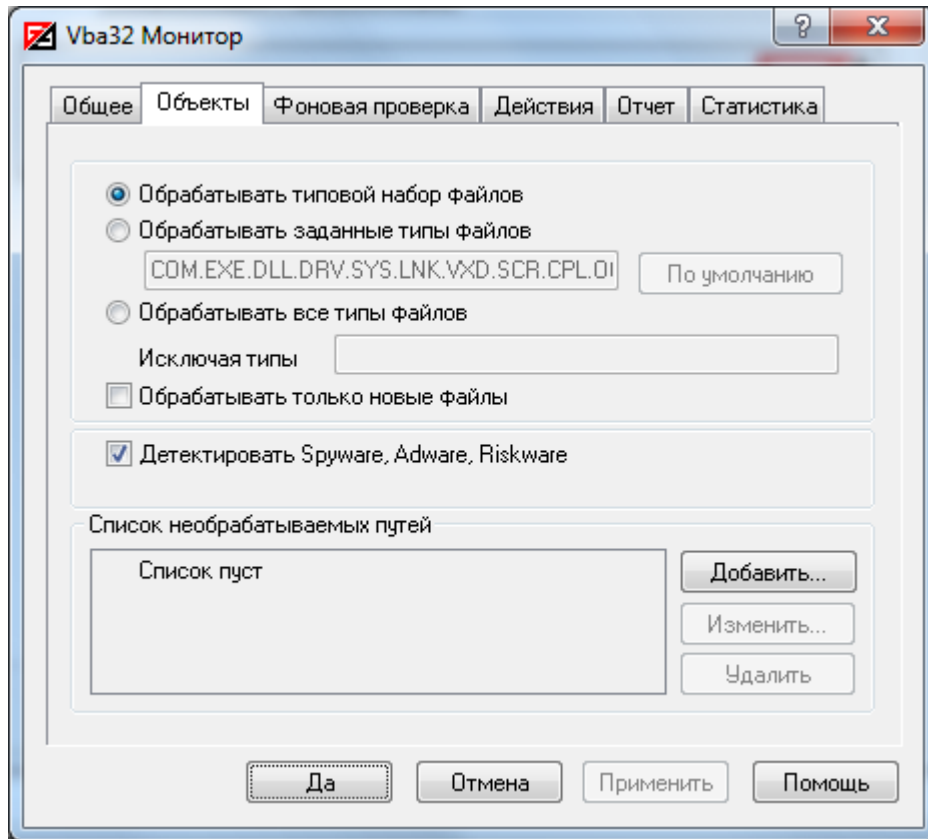 Vba32 Монитор
Общее Объекты Фоновая проверка Действия Отчет Статистика
Обрабатывать типовой набор файлов
Обрабатывать заданные типы файлов
COM.EXE.DLL.DRV.SYS.LNK.VXD.SCR.CPL. По умолчанию
Обрабатывать все типы файлов
Исключая типы
Обрабатывать только новые файлы
Детектировать Spyware, Adware, Riskware
Список необрабатываемых путей
Список пуст
Добавить...
Изменить...
Удалить
Да Отмена Применить Помощь